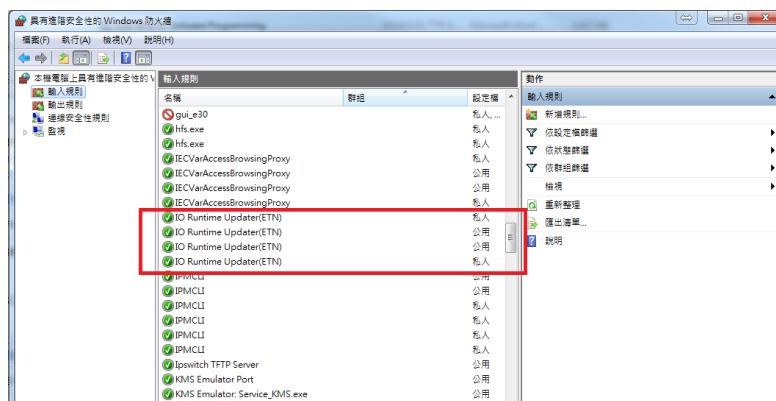 具有進階安全性的 Windows 防火牆
檔案(F) 執行(A) 檢視(V) 說明(H)
本機電腦上具有進階安全性的 V
輸入規則
輸出規則
連線安全性規則
監視
輸入規則
名稱 群組 設定檔
gui_e30 私人, ...
hfs.exe 私人
hfs.exe 私人
IECVarAccessBrowsingProxy 私人
IECVarAccessBrowsingProxy 公用
IECVarAccessBrowsingProxy 公用
IECVarAccessBrowsingProxy 私人
IO Runtime Updater(ETN) 私人
IO Runtime Updater(ETN) 公用
IO Runtime Updater(ETN) 公用
IO Runtime Updater(ETN) 私人
IPMCLI 公用
IPMCLI 公用
IPMCLI 私人
IPMCLI 私人
IPMCLI 私人
IPMCLI 私人
Ipswitch TFTP Server 公用
KMS Emulator Port 公用
KMS Emulator: Service_KMS.exe 公用
動作
輸入規則
新增規則...
依設定檔篩選
依狀態篩選
依群組篩選
檢視
重新整理
匯出清單...
說明